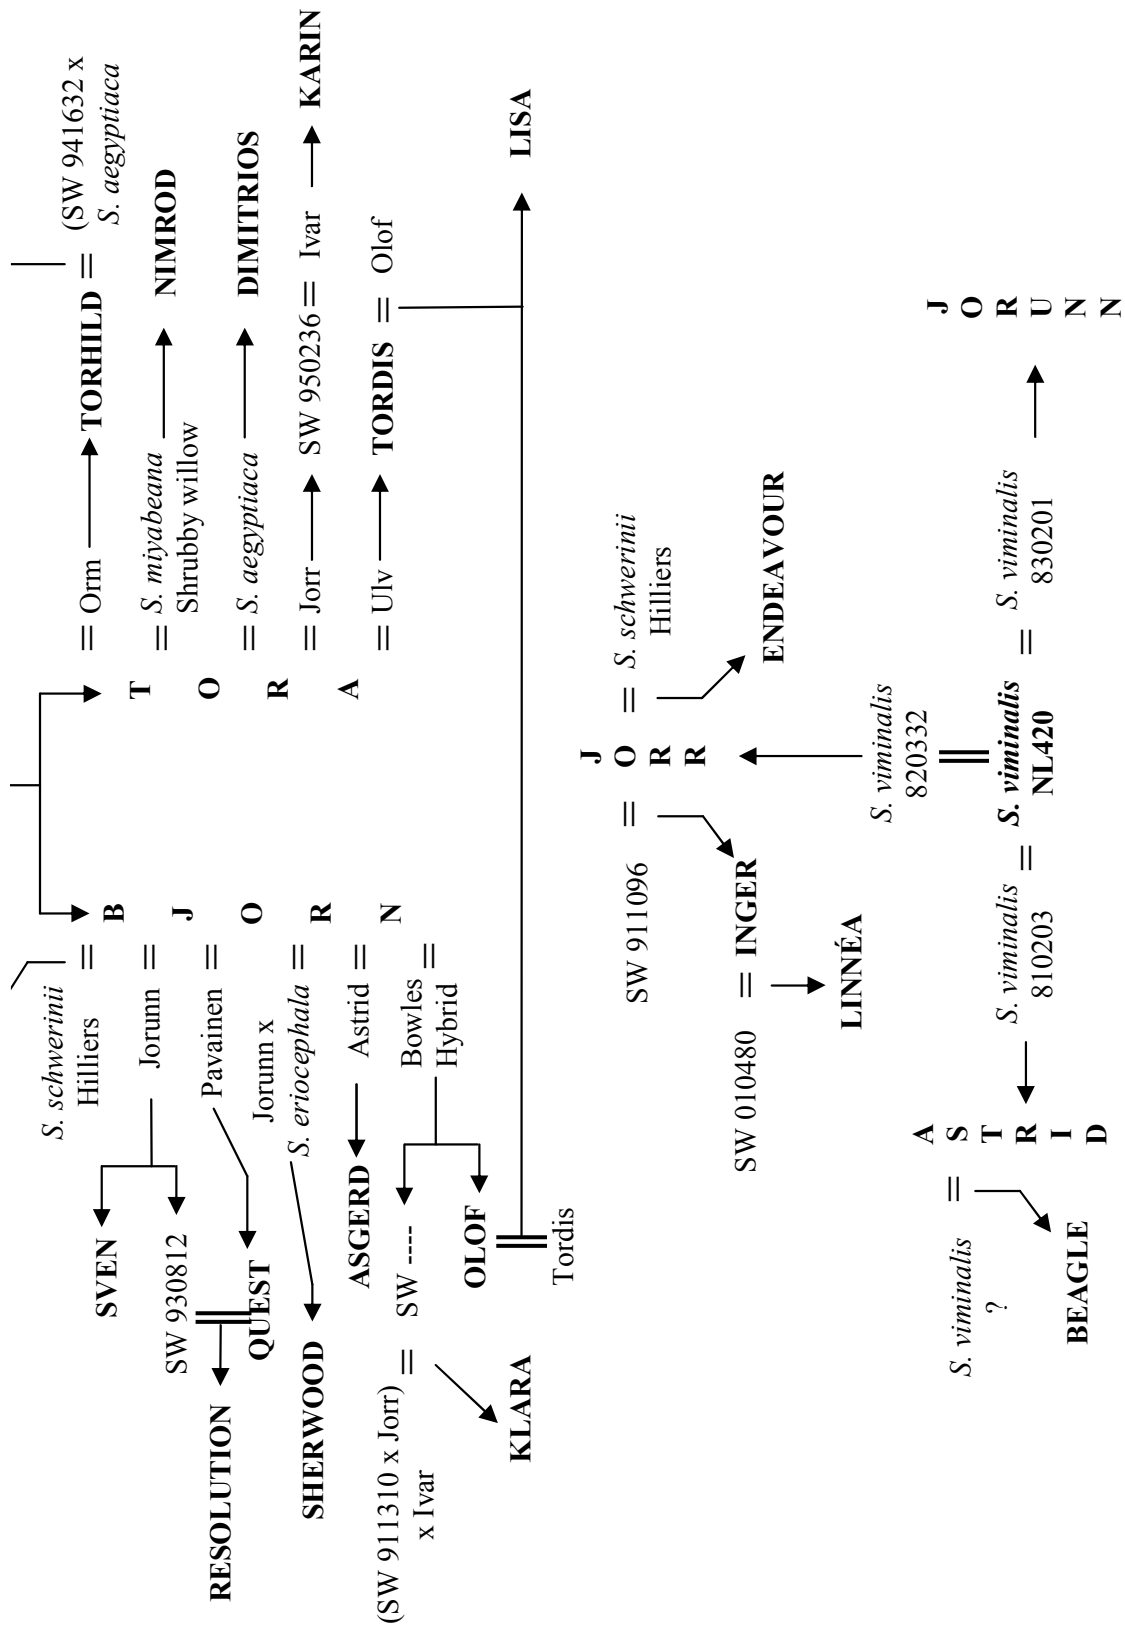 S. schwerinii
Hilliers
=
B
J
O
R
N
=
Jorunn
=
Pavainen
=
Jorunn x
S. eriocephala
=
Astrid
=
Bowles
Hybrid
SVEN
SW 930812
QUEST
RESOLUTION
SHERWOOD
ASGERD
SW ----
=
(SW 911310 x Jorr)
x Ivar
KLARA
OLOF
Tordis
T
O
R
A
= Orm
TORHILD =
(SW 941632 x
S. aegyptiaca
= S. miyabeana
Shrubby willow
NIMROD
= S. aegyptiaca
DIMITRIOS
= Jorr
SW 950236 = Ivar
KARIN
= Ulv
TORDIS = Olof
LISA
SW 911096
=
J
O
R
R
=
S. schwerinii
Hilliers
ENDEAVOUR
SW 010480 = INGER
LINNÉA
S. viminalis
820332
S. viminalis
810203
=
S. viminalis
NL420
=
S. viminalis
830201
J
O
R
U
N
N
A
S
T
R
I
D
=
S. viminalis
?
BEAGLE